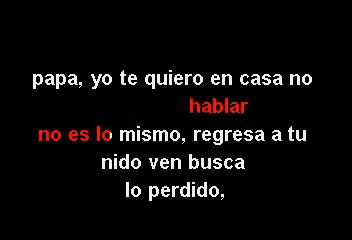 papa, yo te quiero en casa no
hablar
no es lo mismo, regresa a tu
nido ven busca
lo perdido,